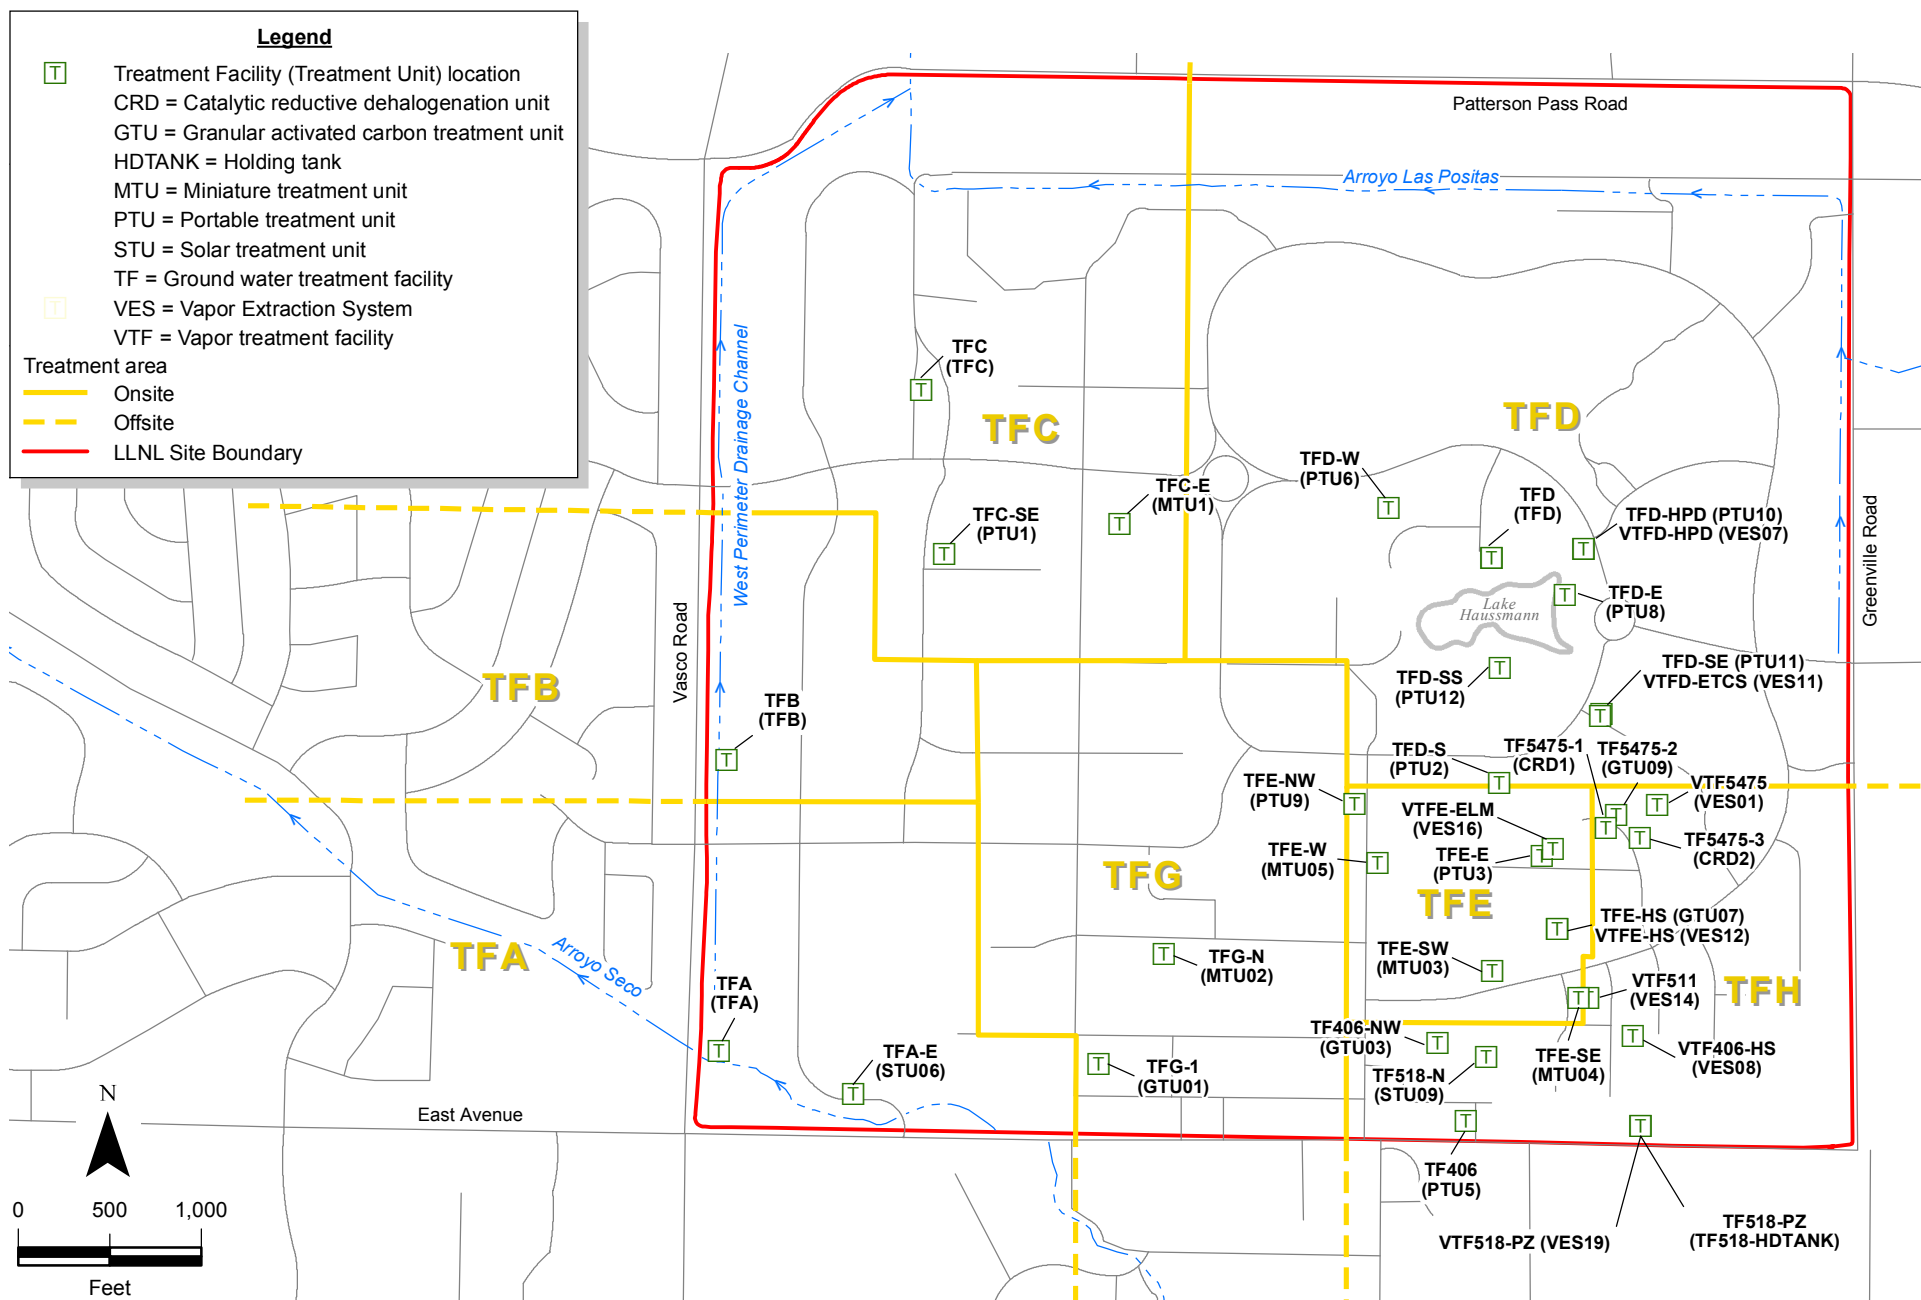 Legend
T Treatment Facility (Treatment Unit) location
CRD = Catalytic reductive dehalogenation unit
GTU = Granular activated carbon treatment unit
HDTANK = Holding tank
MTU = Miniature treatment unit
PTU = Portable treatment unit
STU = Solar treatment unit
TF = Ground water treatment facility
T VES = Vapor Extraction System
VTF = Vapor treatment facility
Treatment area
Onsite
Offsite
LLNL Site Boundary
Patterson Pass Road
Arroyo Las Positas
West Perimeter Drainage Channel
Vasco Road
Greenville Road
TFC
(TFC)
T
TFC
TFD
TFD-W
(PTU6)
T
TFC-E
(MTU1)
T
TFC-SE
(PTU1)
T
TFD
(TFD)
T
TFD-HPD (PTU10)
VTFD-HPD (VES07)
T
TFD-E
(PTU8)
T
Lake
Haussmann
TFD-SS
(PTU12)
T
TFD-SE (PTU11)
VTFD-ETCS (VES11)
T
TFB
TFB
(TFB)
T
TFD-S
(PTU2)
T
TF5475-1
(CRD1)
T
TF5475-2
(GTU09)
T
VTF5475
(VES01)
T
TFE-NW
(PTU9)
T
VTFE-ELM
(VES16)
T
TFE-W
(MTU05)
T
TFE-E
(PTU3)
T
TF5475-3
(CRD2)
T
TFG
TFE
TFE-HS (GTU07)
VTFE-HS (VES12)
T
TFA
Arroyo Seco
TFG-N
(MTU02)
T
TFE-SW
(MTU03)
T
VTF511
(VES14)
T
TFH
TFA
(TFA)
T
TFA-E
(STU06)
T
TFG-1
(GTU01)
T
TF406-NW
(GTU03)
T
TF518-N
(STU09)
T
TFE-SE
(MTU04)
T
VTF406-HS
(VES08)
T
East Avenue
TF406
(PTU5)
T
VTF518-PZ (VES19)
T
TF518-PZ
(TF518-HDTANK)
N
0 500 1,000
Feet